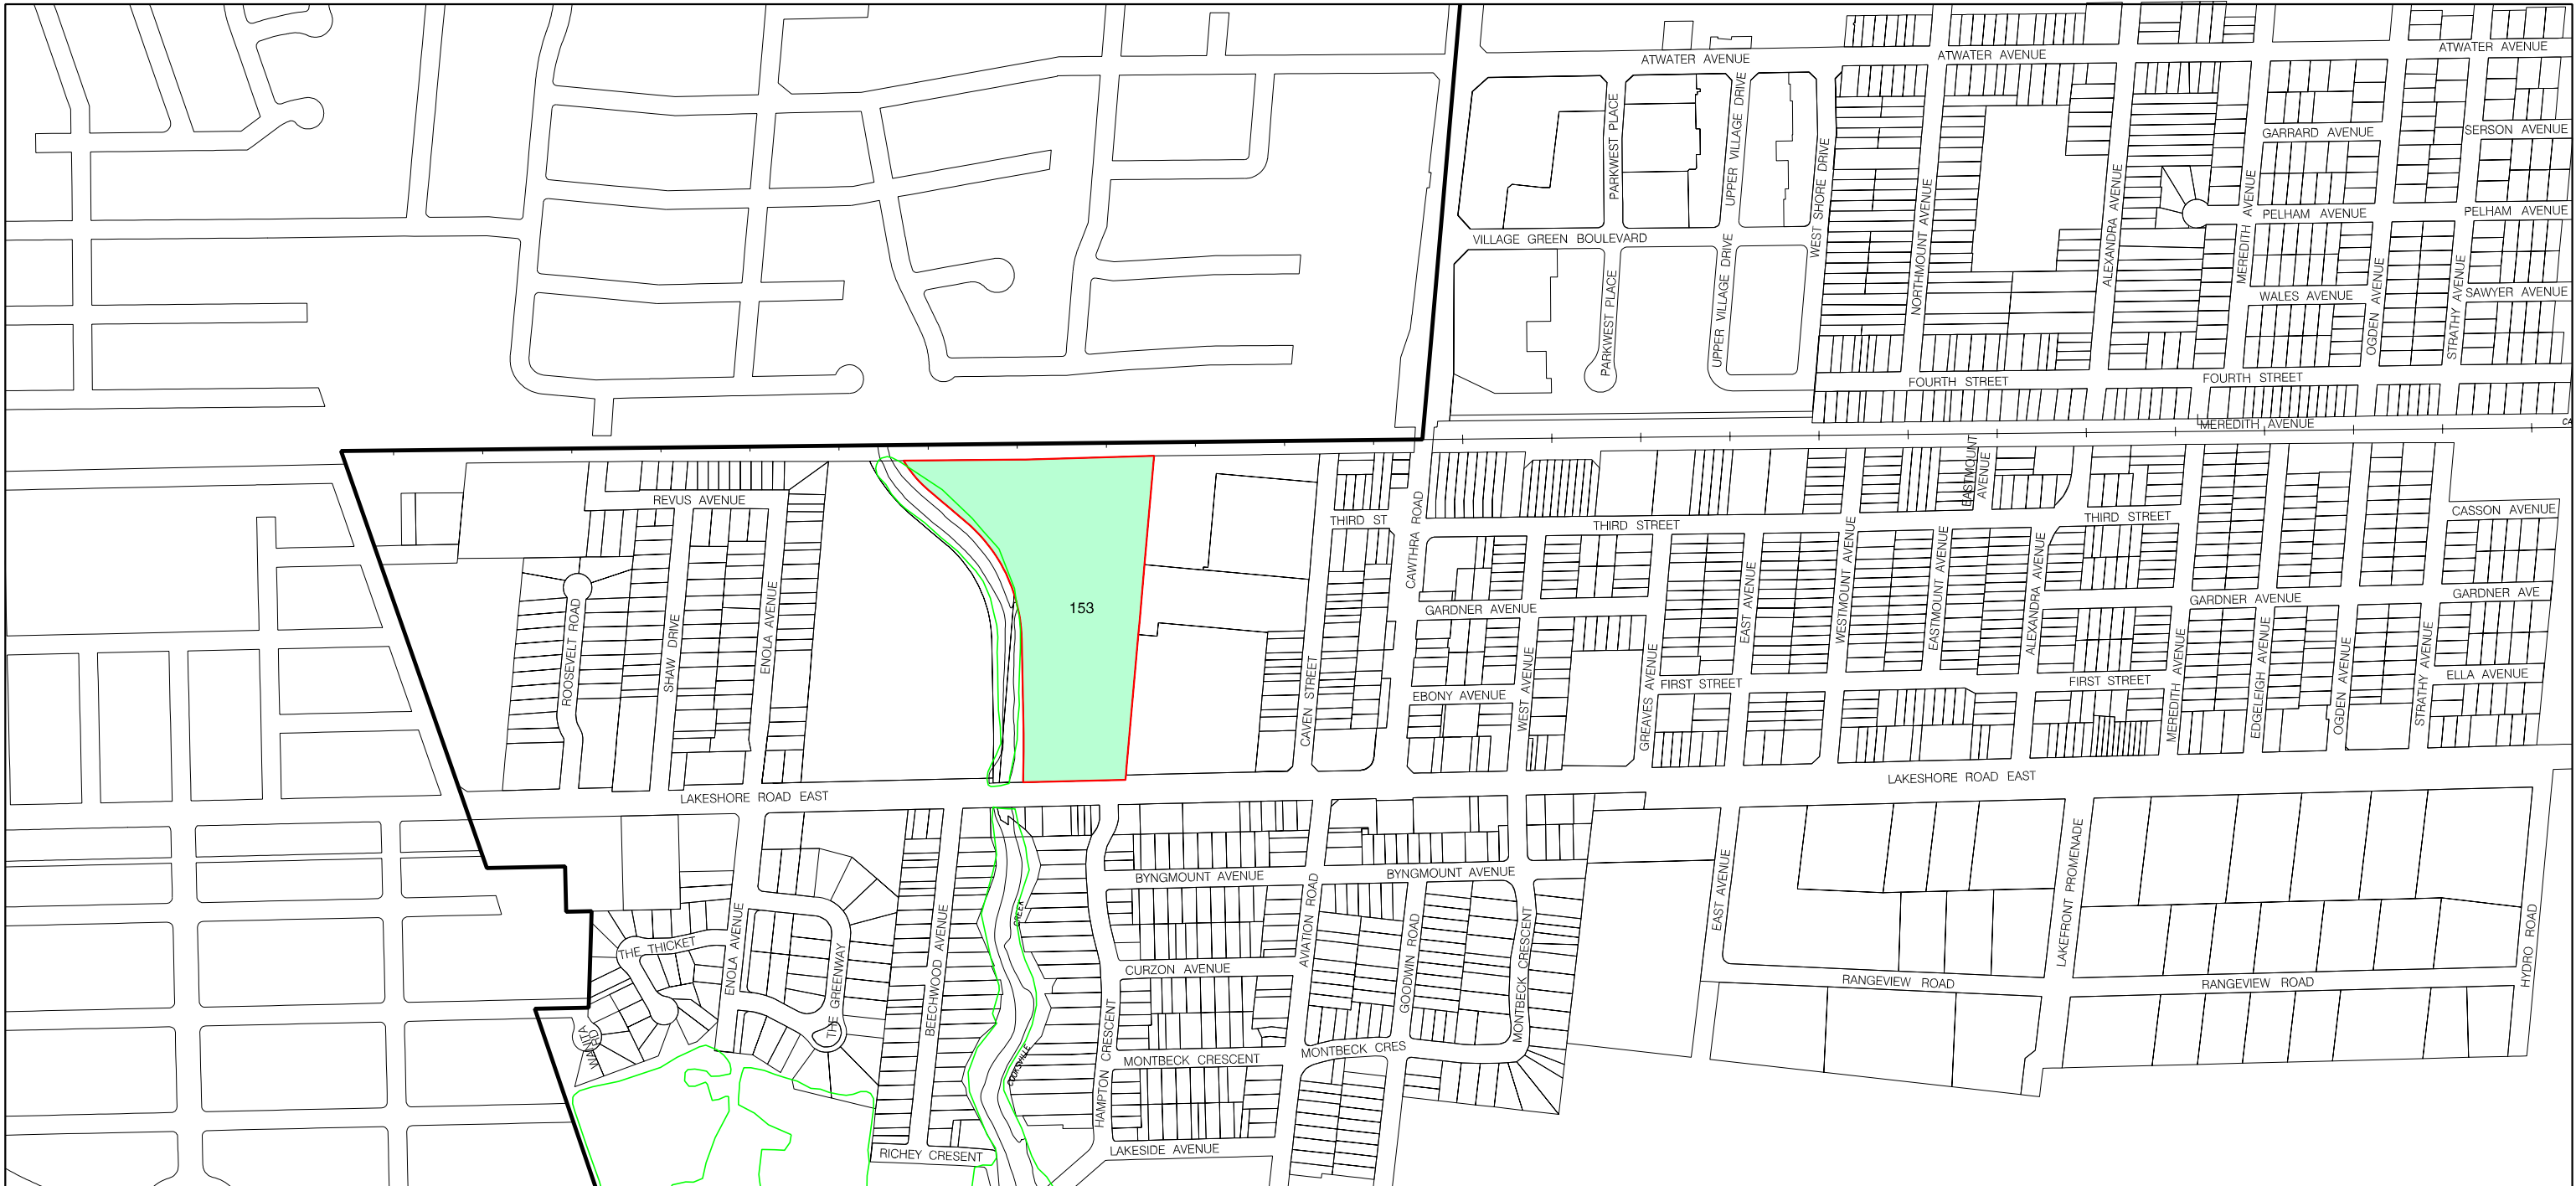 ATWATER AVENUE
ATWATER AVENUE
ATWATER AVENUE
PARKWEST PLACE
UPPER VILLAGE DRIVE
WEST SHORE DRIVE
NORTHMOUNT AVENUE
ALEXANDRA AVENUE
MEREDITH AVENUE
GARRARD AVENUE
SERSON AVENUE
PELHAM AVENUE
PELHAM AVENUE
VILLAGE GREEN BOULEVARD
PARKWEST PLACE
UPPER VILLAGE DRIVE
WALES AVENUE
SAWYER AVENUE
OGDEN AVENUE
STRATHY AVENUE
FOURTH STREET
FOURTH STREET
MEREDITH AVENUE
CA
REVUS AVENUE
ROOSEVELT ROAD
SHAW DRIVE
ENOLA AVENUE
153
THIRD ST
CAWTHRA ROAD
THIRD STREET
EASTMOUNT
AVENUE
THIRD STREET
CASSON AVENUE
GARDNER AVENUE
EAST AVENUE
WESTMOUNT AVENUE
EASTMOUNT AVENUE
ALEXANDRA AVENUE
GARDNER AVENUE
GARDNER AVE
CAVEN STREET
EBONY AVENUE
WEST AVENUE
GREAVES AVENUE
FIRST STREET
FIRST STREET
MEREDITH AVENUE
EDGELEIGH AVENUE
OGDEN AVENUE
STRATHY AVENUE
ELLA AVENUE
LAKESHORE ROAD EAST
LAKESHORE ROAD EAST
BYNGMOUNT AVENUE
BYNGMOUNT AVENUE
EAST AVENUE
LAKEFRONT PROMENADE
HYDRO ROAD
THE THICKET
ENOLA AVENUE
THE GREENWAY
BEECHWOOD AVENUE
CREEK
COOKSVILLE
AVIATION ROAD
GOODWIN ROAD
MONTBECK CRESCENT
CURZON AVENUE
RANGEVIEW ROAD
RANGEVIEW ROAD
WANITA
RD
HAMPTON CRESCENT
MONTBECK CRESCENT
MONTBECK CRES
RICHEY CRESENT
LAKESIDE AVENUE